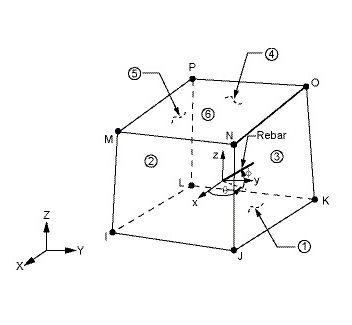 ④
P
⑤
O
⑥
M
N
Rebar
②
③
z
φ
y
L
θ
x
K
Z
I
①
J
Y
X